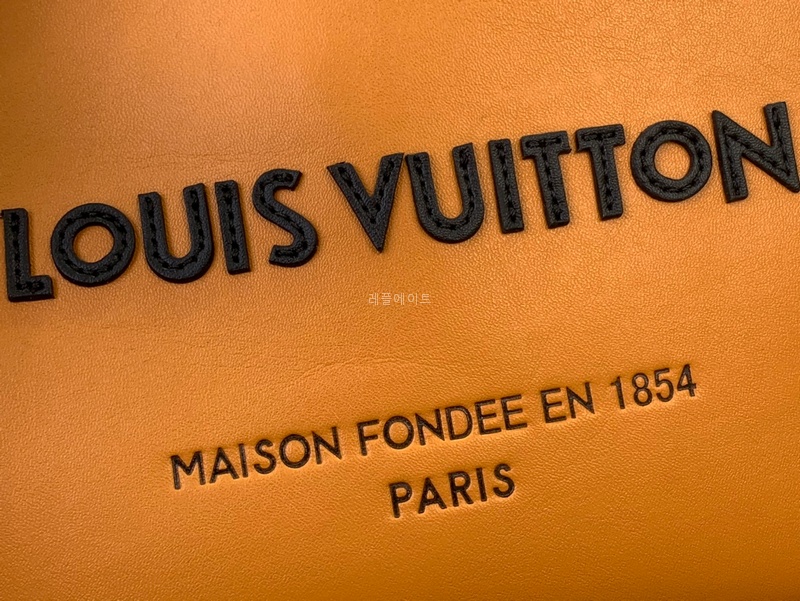 LOUIS VUITTON
레플에이트
MAISON FONDEE EN 1854
PARIS